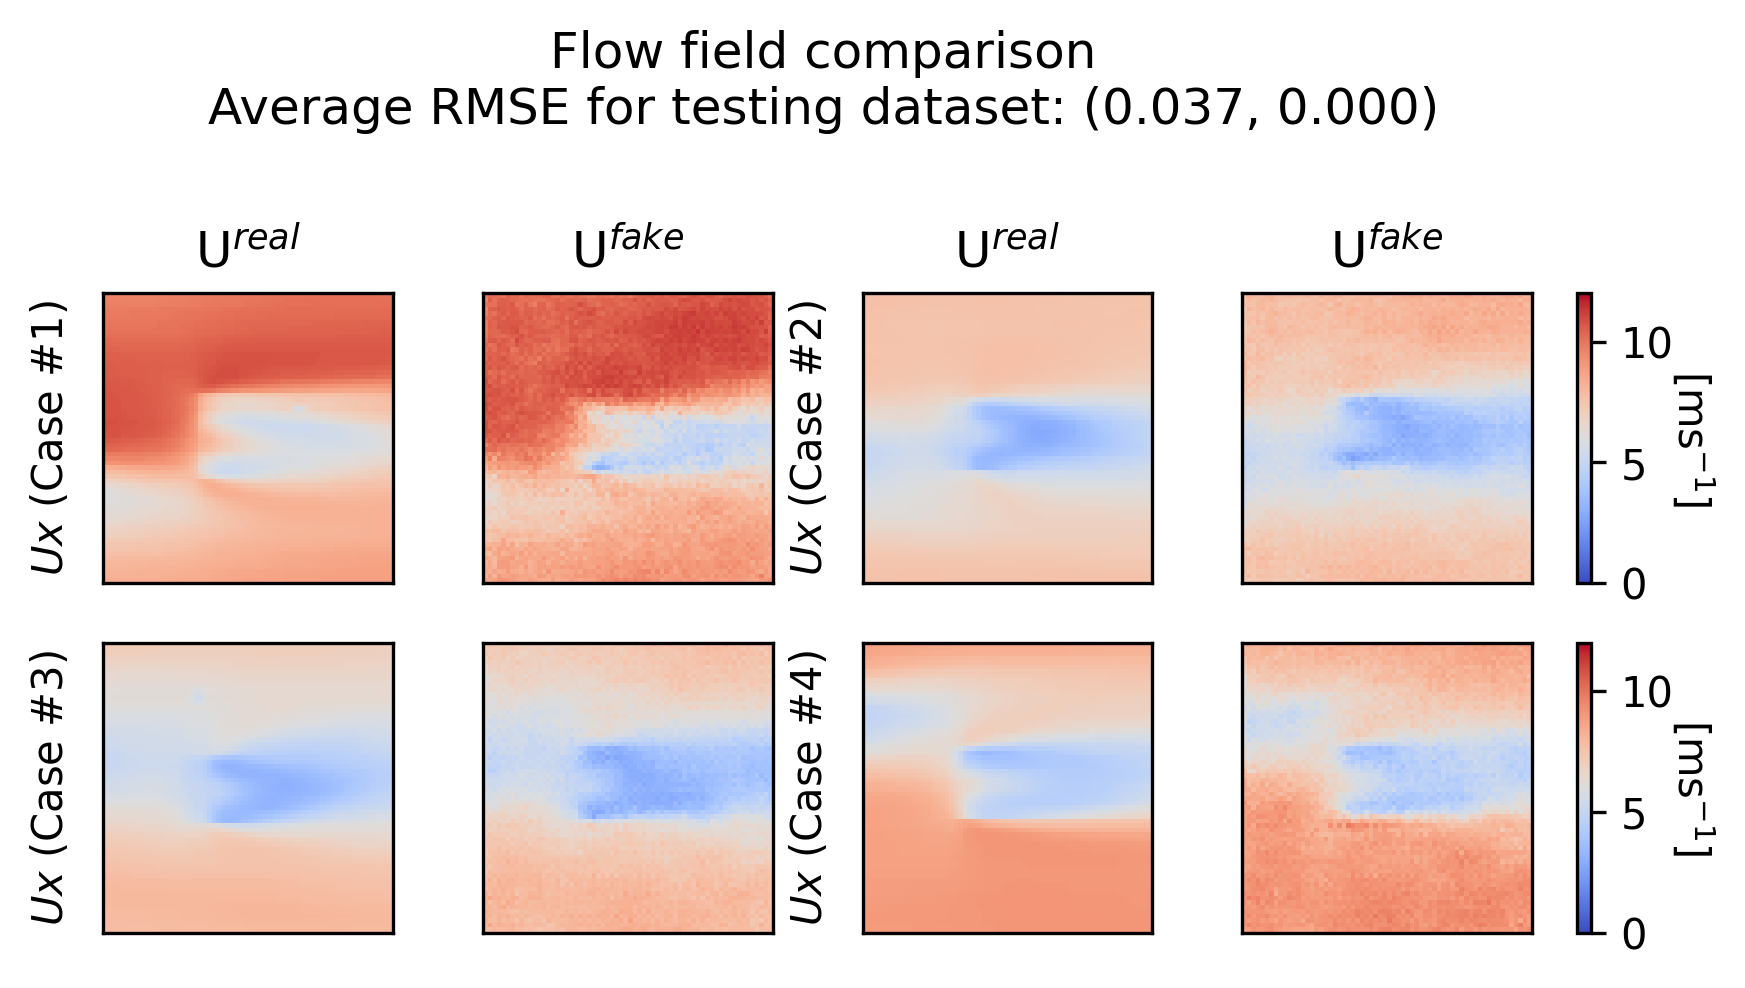 Flow field comparison
Average RMSE for testing dataset: (0.037, 0.000)
U^real U^fake U^real U^fake
Ux (Case #1)
Ux (Case #2)
10
5
0
[ms⁻¹]
Ux (Case #3)
Ux (Case #4)
10
5
0
[ms⁻¹]